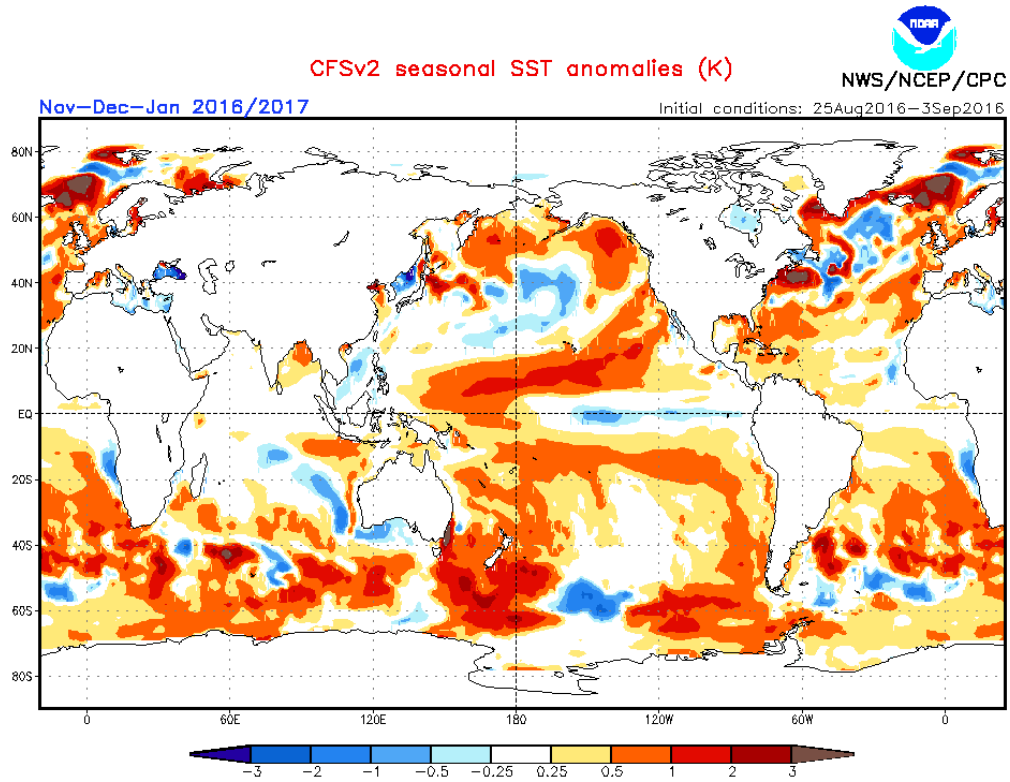 NOAA
CFSv2 seasonal SST anomalies (K)
NWS/NCEP/CPC
Nov-Dec-Jan 2016/2017
Initial conditions: 25Aug2016-3Sep2016
80N
60N
40N
20N
EQ
20S
40S
60S
80S
0 60E 120E 180 120W 60W 0
-3 -2 -1 -0.5 -0.25 0.25 0.5 1 2 3